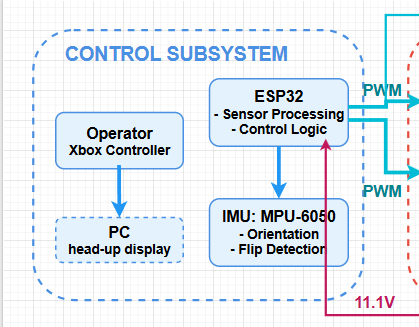 CONTROL SUBSYSTEM
ESP32
- Sensor Processing
- Control Logic
PWM
Operator
Xbox Controller
PWM
IMU: MPU-6050
- Orientation
- Flip Detection
PC
head-up display
11.1V